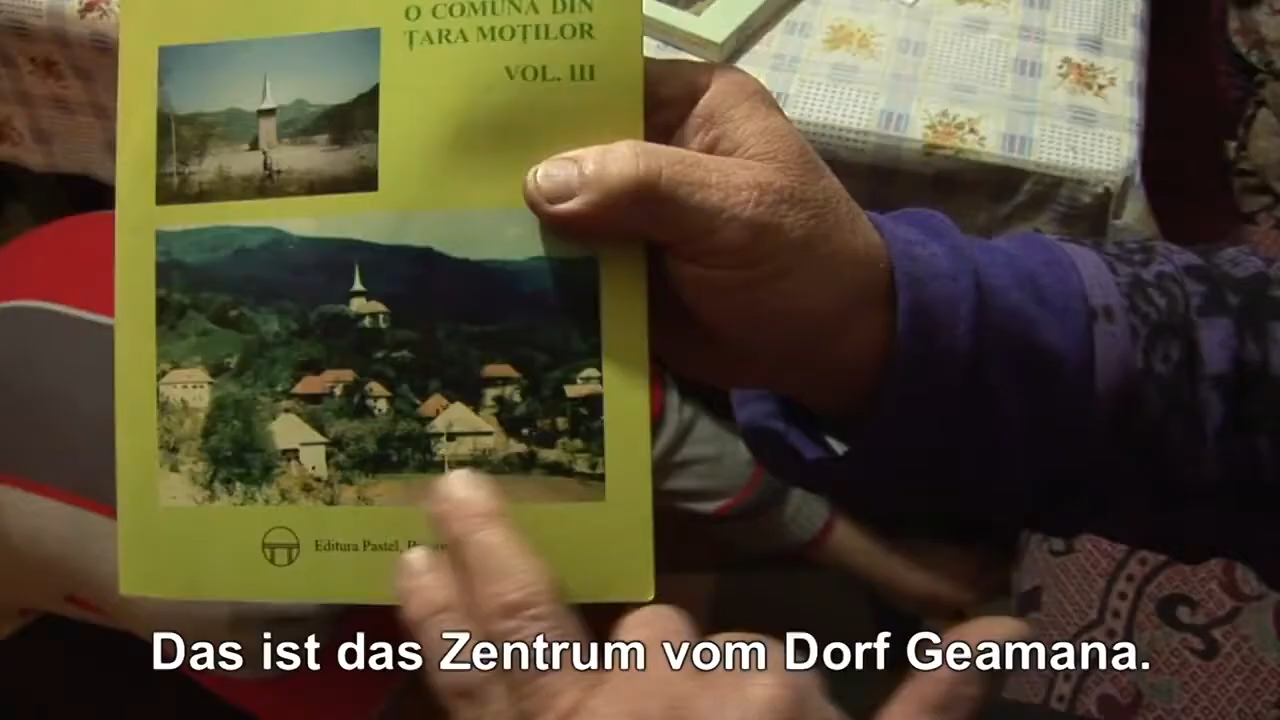 O COMUNA DIN
ȚARA MOȚILOR
VOL. III
Editura Pastel,
Das ist das Zentrum vom Dorf Geamana.